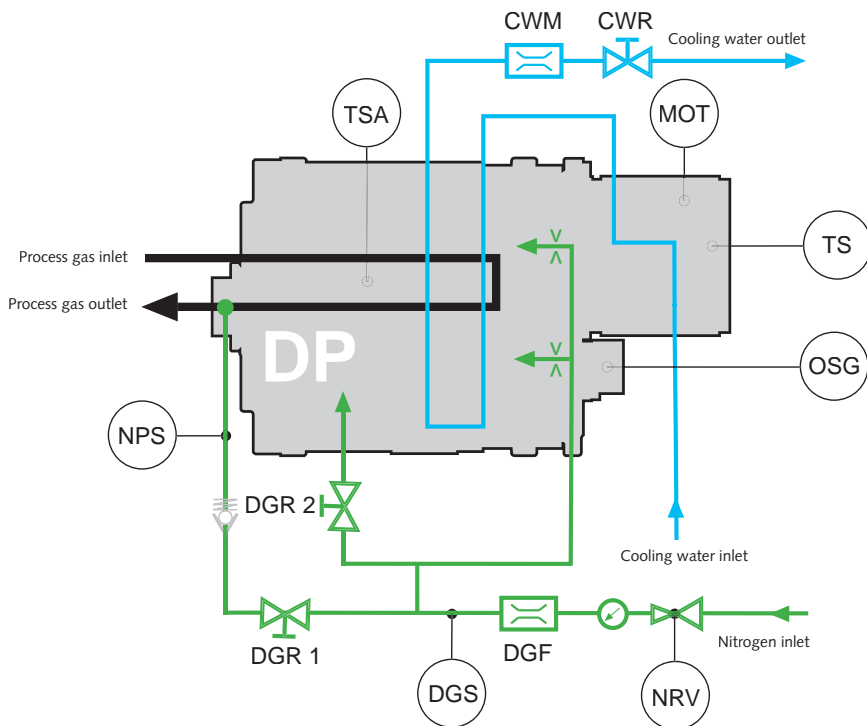 CWM
CWR
Cooling water outlet
TSA
MOT
Process gas inlet
TS
Process gas outlet
DP
OSG
NPS
DGR 2
Cooling water inlet
DGR 1
DGF
Nitrogen inlet
DGS
NRV